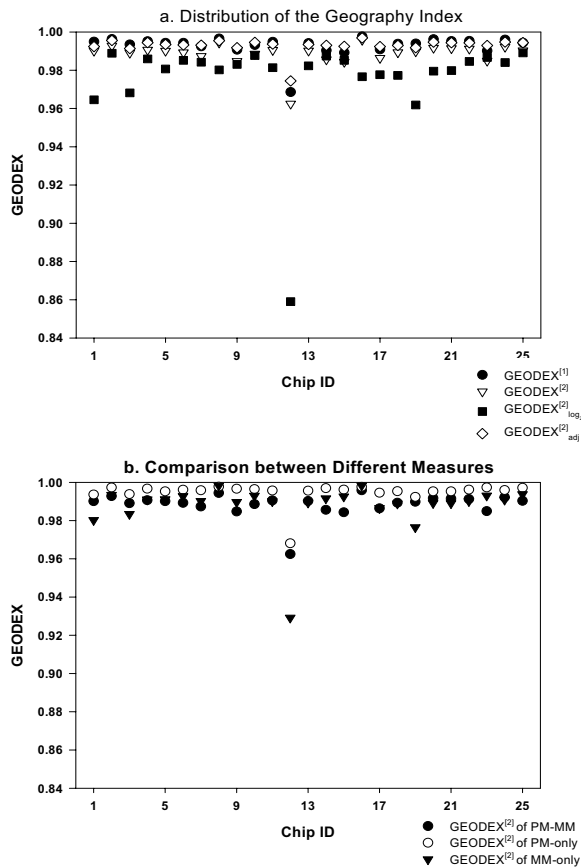 a. Distribution of the Geography Index
1.00
0.98
0.96
0.94
0.92
0.90
0.88
0.86
0.84
GEODEX
1 5 9 13 17 21 25
Chip ID
GEODEX[1]
GEODEX[2]
GEODEX[2] log
GEODEX[2] adj
b. Comparison between Different Measures
1.00
0.98
0.96
0.94
0.92
0.90
0.88
0.86
0.84
GEODEX
1 5 9 13 17 21 25
Chip ID
GEODEX[2] of PM-MM
GEODEX[2] of PM-only
GEODEX[2] of MM-only